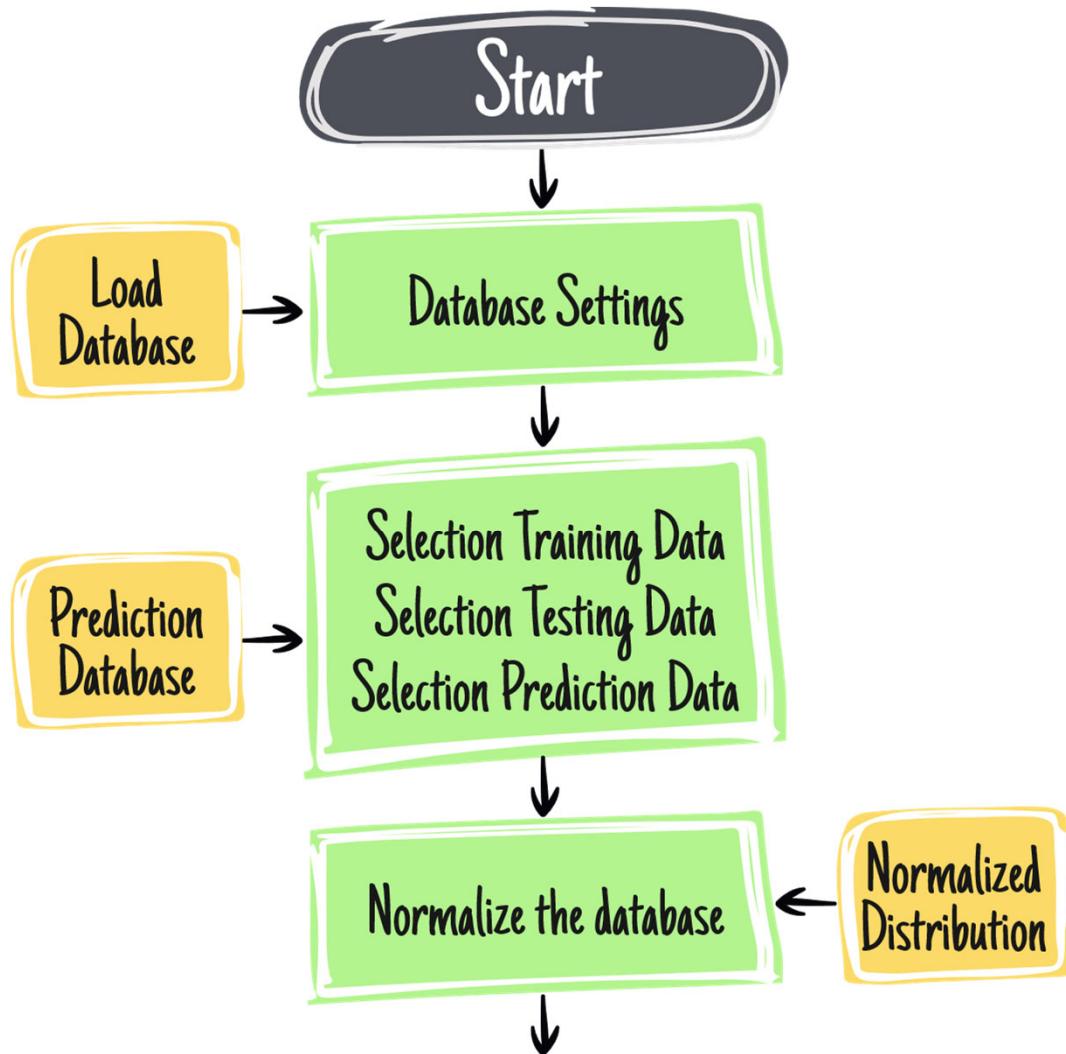 Start
Load
Database
Database Settings
Selection Training Data
Selection Testing Data
Selection Prediction Data
Prediction
Database
Normalize the database
Normalized
Distribution